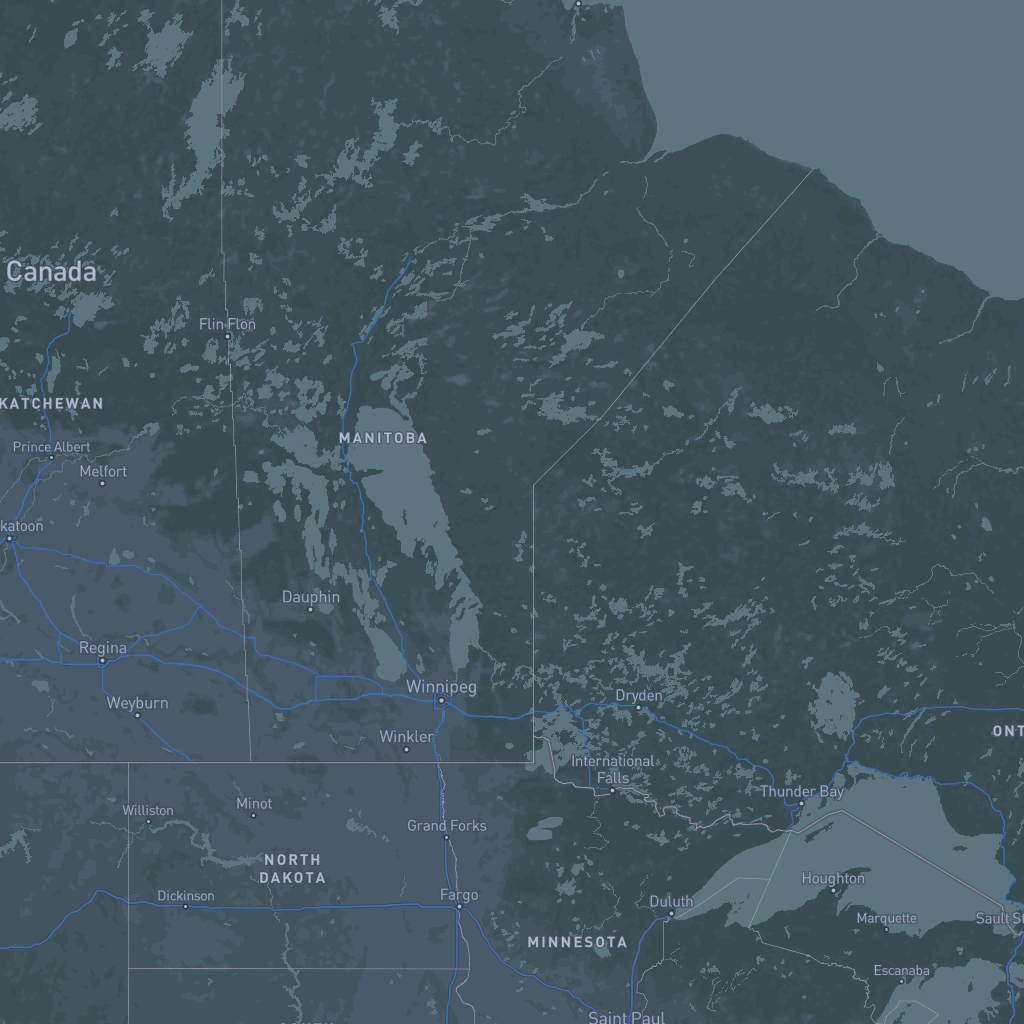 Canada
Flin Flon
KATCHEWAN
MANITOBA
Prince Albert
Melfort
katoon
Dauphin
Regina
Winnipeg
Weyburn
Dryden
Winkler
ONT
International
Falls
Thunder Bay
Williston
Minot
Grand Forks
NORTH
DAKOTA
Houghton
Dickinson
Fargo
Duluth
Marquette
Sault St
MINNESOTA
Escanaba
Saint Paul